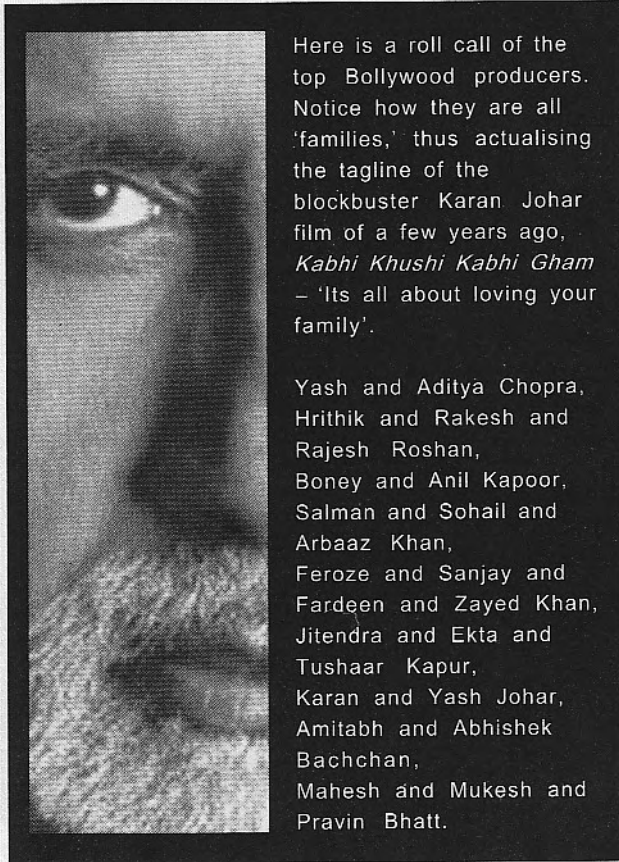 Here is a roll call of the
top Bollywood producers.
Notice how they are all
‘families,’ thus actualising
the tagline of the
blockbuster Karan Johar
film of a few years ago,
Kabhi Khushi Kabhi Gham
– ‘Its all about loving your
family’.
Yash and Aditya Chopra,
Hrithik and Rakesh and
Rajesh Roshan,
Boney and Anil Kapoor,
Salman and Sohail and
Arbaaz Khan,
Feroze and Sanjay and
Fardeen and Zayed Khan,
Jitendra and Ekta and
Tushaar Kapur,
Karan and Yash Johar,
Amitabh and Abhishek
Bachchan,
Mahesh and Mukesh and
Pravin Bhatt.